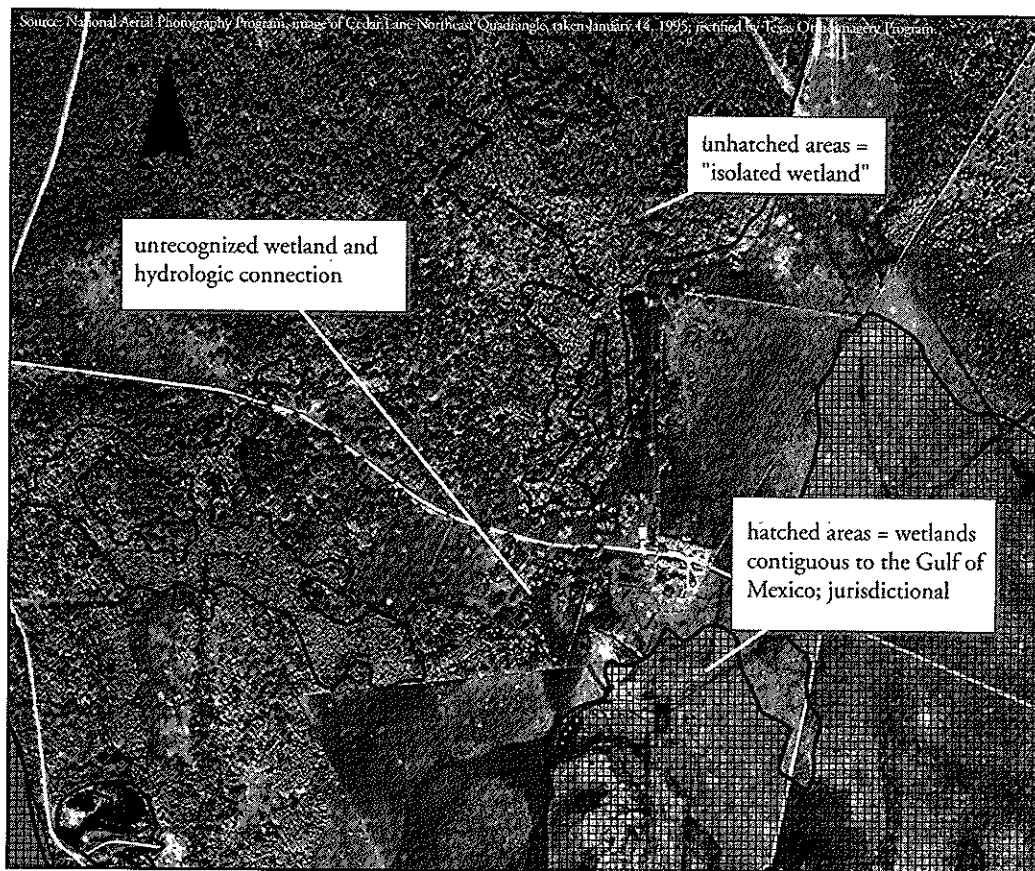 Source: National Aerial Photography Program, image of Cedar Lane Northeast Quadrangle, taken January 14, 1995; rectified by Texas Orthoimagery Program.
unhatched areas =
"isolated wetland"
unrecognized wetland and
hydrologic connection
hatched areas = wetlands
contiguous to the Gulf of
Mexico; jurisdictional